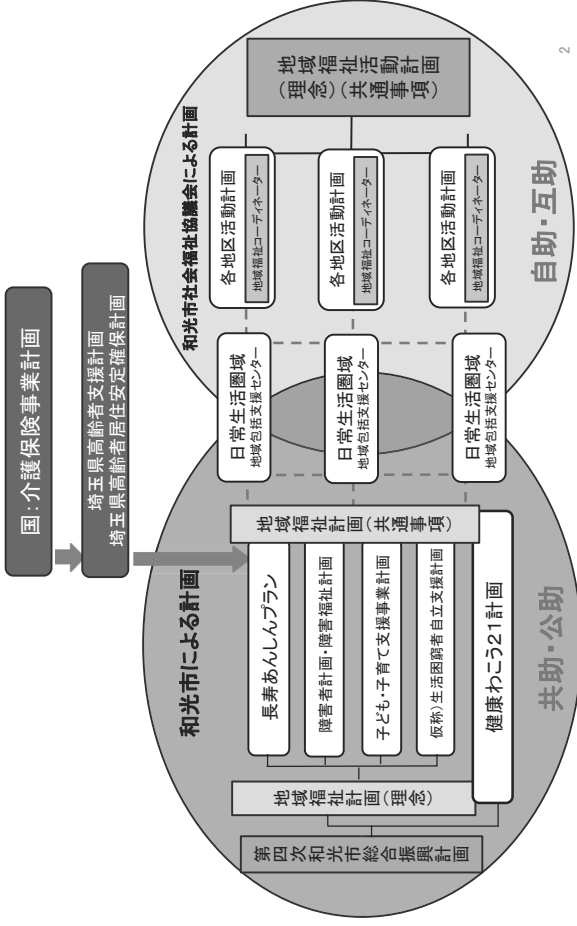 国:介護保険事業計画
埼玉県高齢者支援計画
埼玉県高齢者居住安定確保計画
和光市による計画
第四次和光市総合振興計画
地域福祉計画(理念)
長寿あんしんプラン
障害者計画・障害福祉計画
子ども・子育て支援事業計画
仮称)生活困窮者自立支援計画
健康わこう21計画
地域福祉計画(共通事項)
共助・公助
日常生活圏域
地域包括支援センター
日常生活圏域
地域包括支援センター
日常生活圏域
地域包括支援センター
和光市社会福祉協議会による計画
各地区活動計画
地域福祉コーディネーター
各地区活動計画
地域福祉コーディネーター
各地区活動計画
地域福祉コーディネーター
地域福祉活動計画
(理念)(共通事項)
自助・互助
2